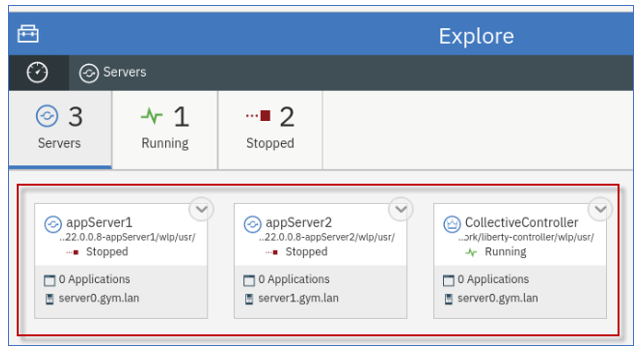 Explore
Servers
3
Servers
1
Running
2
Stopped
appServer1
...22.0.0.8-appServer1/wlp/usr/
Stopped
0 Applications
server0.gym.lan
appServer2
...22.0.0.8-appServer2/wlp/usr/
Stopped
0 Applications
server1.gym.lan
CollectiveController
...ork/liberty-controller/wlp/usr/
Running
0 Applications
server0.gym.lan